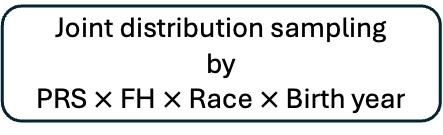 Joint distribution sampling
by
PRS × FH × Race × Birth year